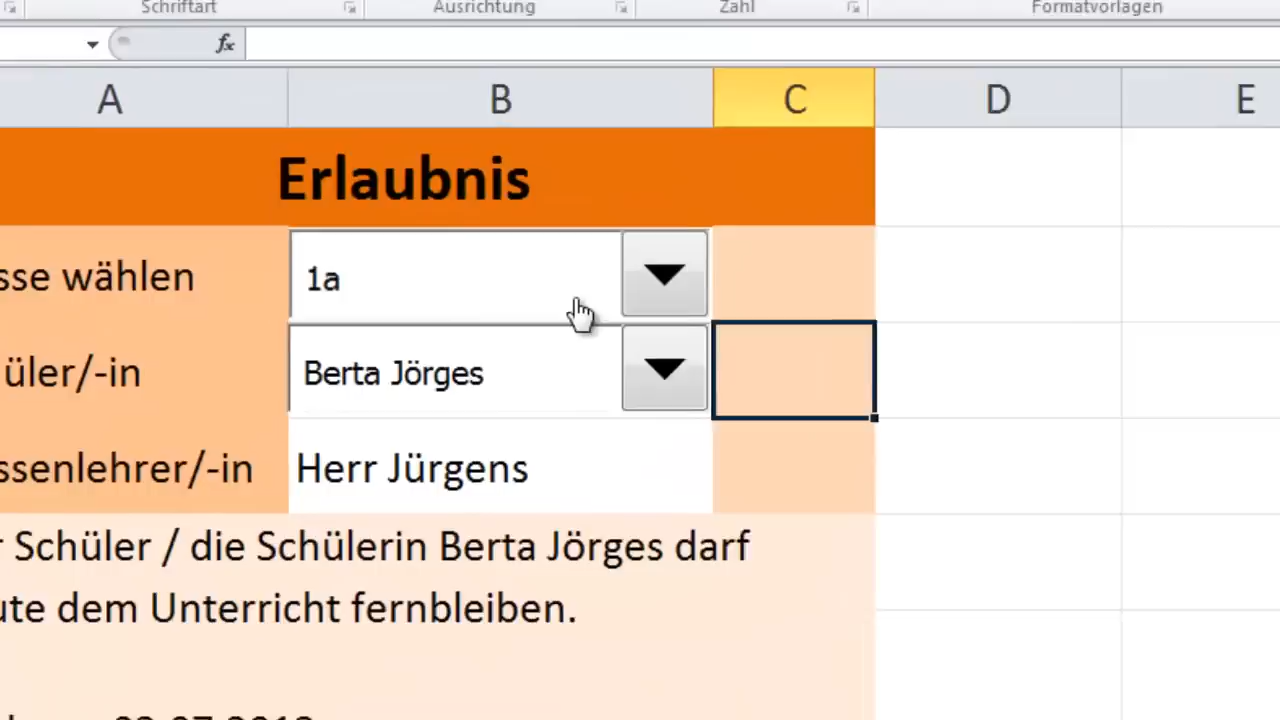 Schriftart Ausrichtung Zahl Formatvorlagen
fx
A B C D E
Erlaubnis
sse wählen 1a
üler/-in Berta Jörges
ssenlehrer/-in Herr Jürgens
r Schüler / die Schülerin Berta Jörges darf
ute dem Unterricht fernbleiben.